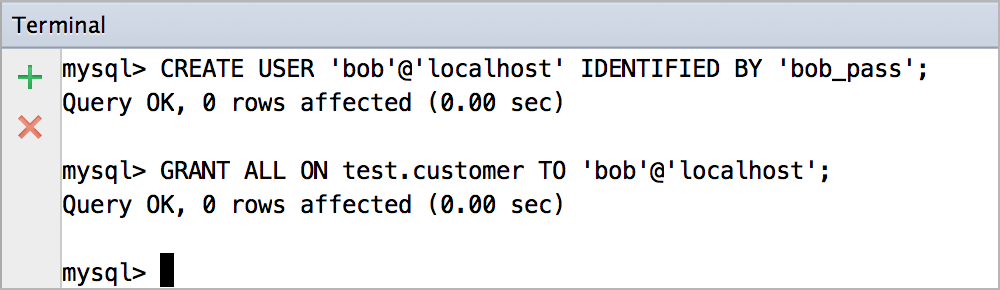 Terminal
mysql> CREATE USER 'bob'@'localhost' IDENTIFIED BY 'bob_pass';
Query OK, 0 rows affected (0.00 sec)
mysql> GRANT ALL ON test.customer TO 'bob'@'localhost';
Query OK, 0 rows affected (0.00 sec)
mysql>